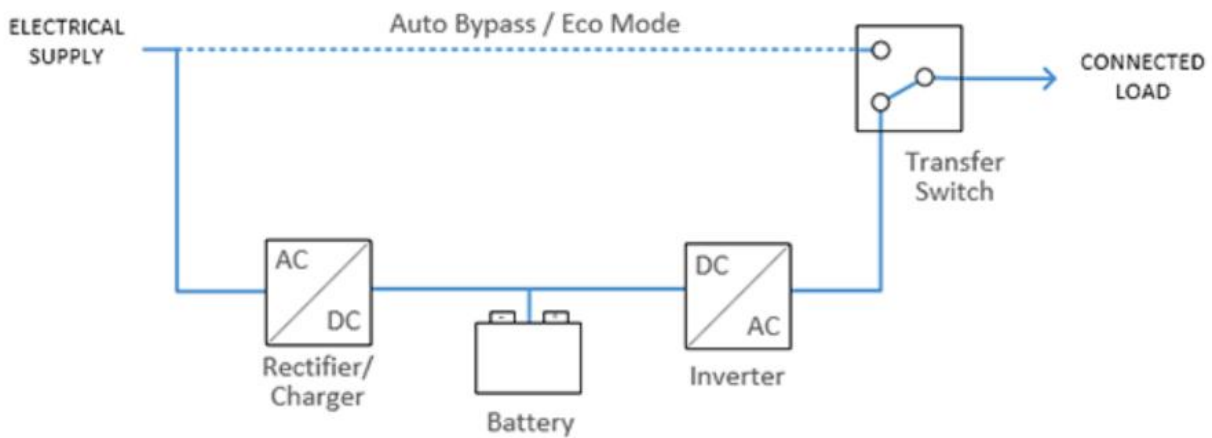 ELECTRICAL
SUPPLY
Auto Bypass / Eco Mode
CONNECTED
LOAD
Transfer
Switch
AC
DC
Rectifier/
Charger
- +
Battery
DC
AC
Inverter